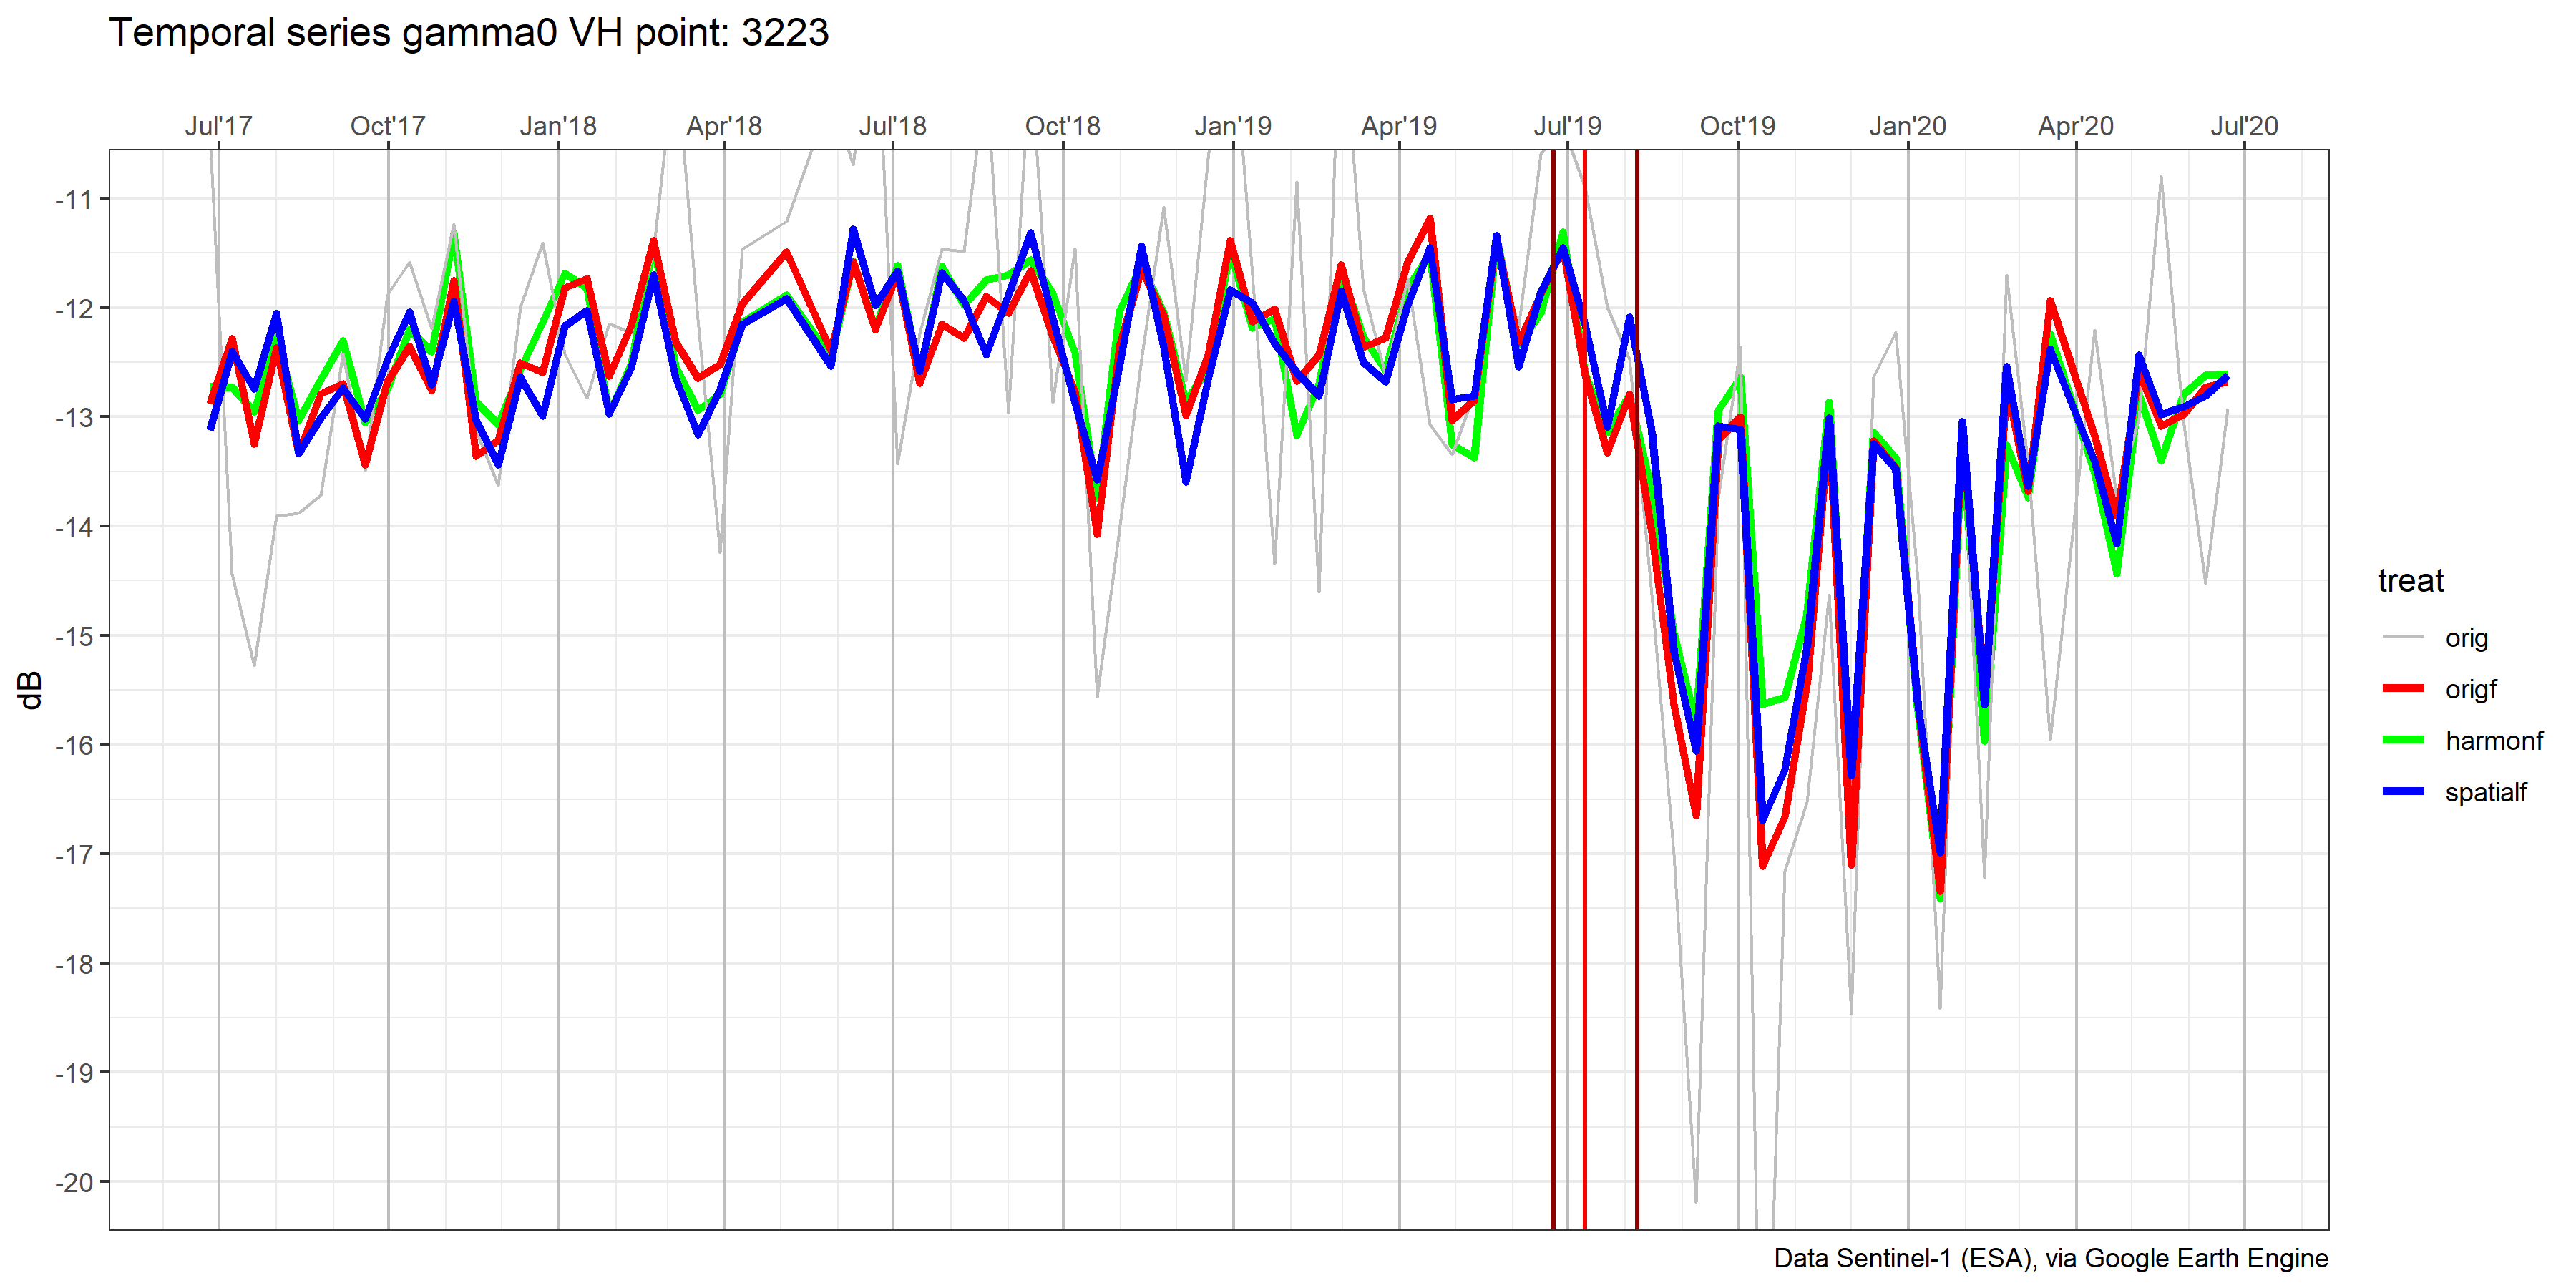 Temporal series gamma0 VH point: 3223
Jul'17 Oct'17 Jan'18 Apr'18 Jul'18 Oct'18 Jan'19 Apr'19 Jul'19 Oct'19 Jan'20 Apr'20 Jul'20
-11
-12
-13
-14
-15
-16
-17
-18
-19
-20
dB
treat
orig
origf
harmonf
spatialf
Data Sentinel-1 (ESA), via Google Earth Engine